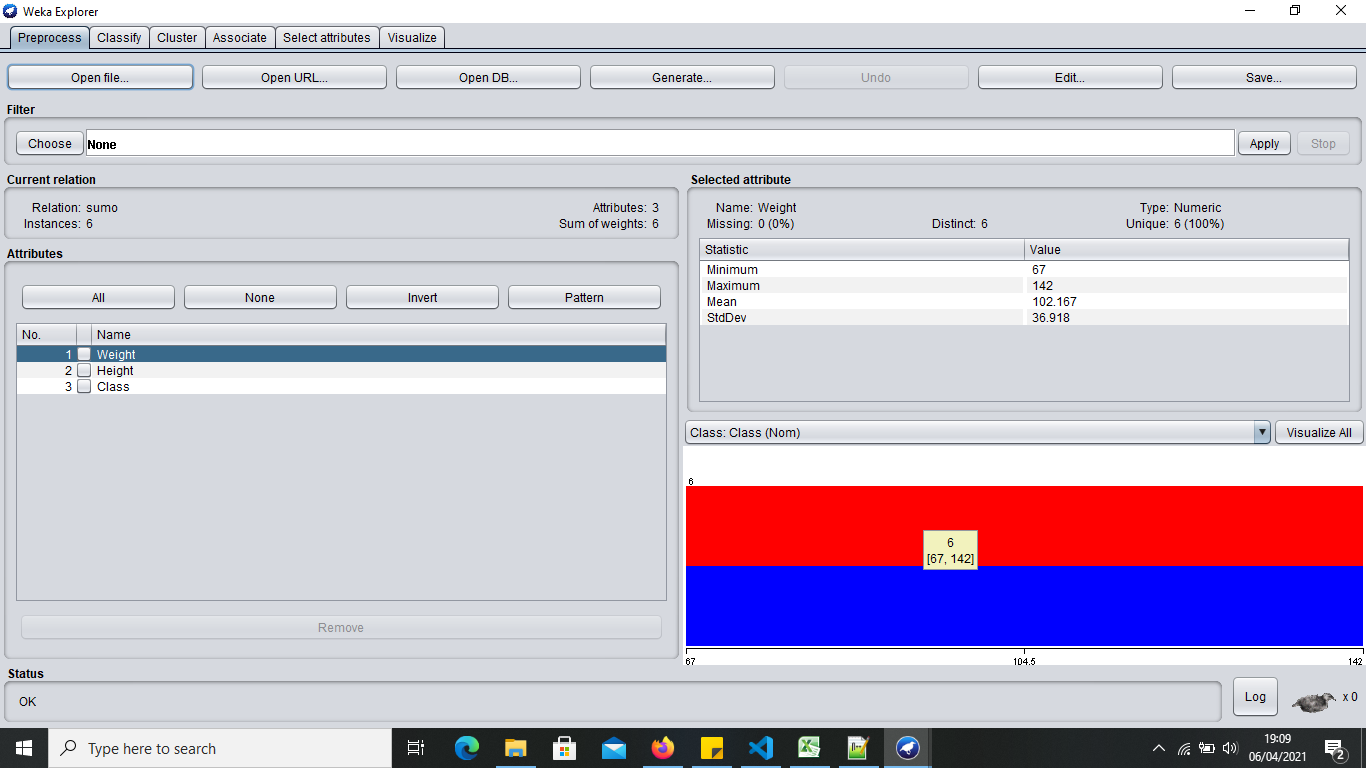 Weka Explorer
Preprocess Classify Cluster Associate Select attributes Visualize
Open file... Open URL... Open DB... Generate... Undo Edit... Save...
Filter
Choose None Apply Stop
Current relation
Relation: sumo Attributes: 3
Instances: 6 Sum of weights: 6
Attributes
All None Invert Pattern
No. Name
1 Weight
2 Height
3 Class
Remove
Selected attribute
Name: Weight Type: Numeric
Missing: 0 (0%) Distinct: 6 Unique: 6 (100%)
Statistic Value
Minimum 67
Maximum 142
Mean 102.167
StdDev 36.918
Class: Class (Nom) Visualize All
6
6
[67, 142]
67 104.5 142
Status
OK
Log x 0
Type here to search
19:09
06/04/2021
2